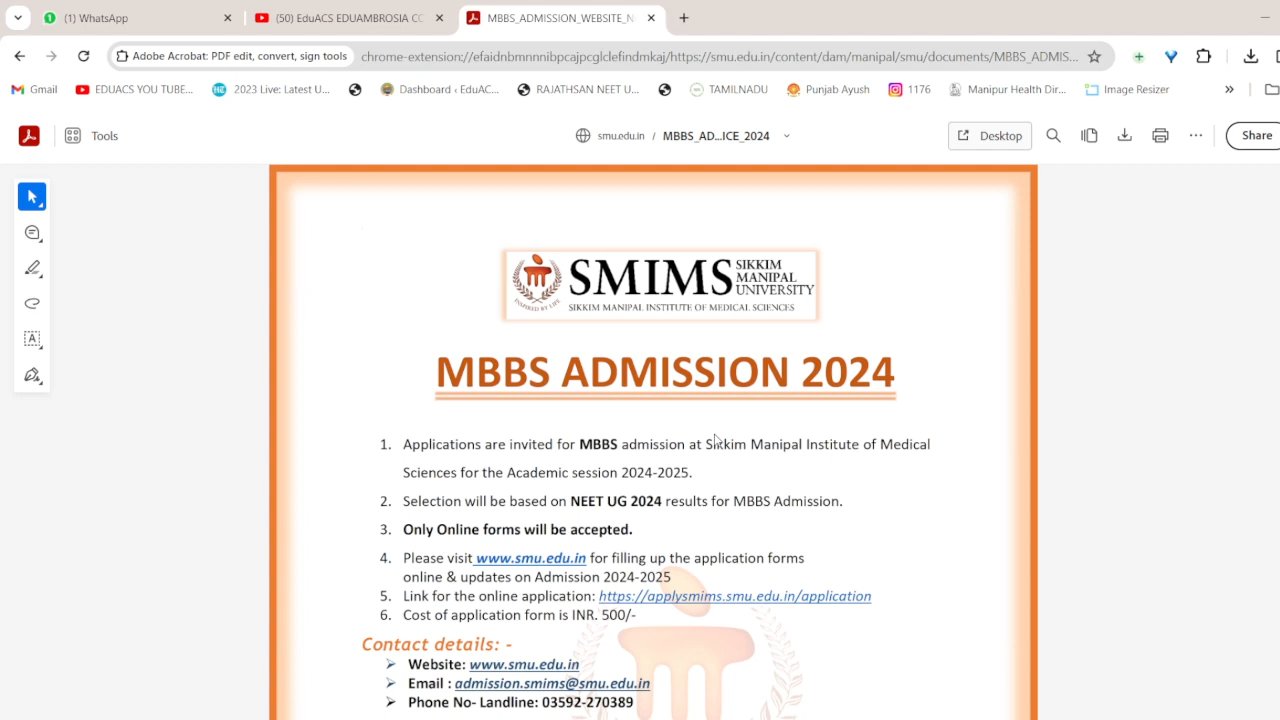 (1) WhatsApp
(50) EduACS EDUAMBROSIA CC
MBBS_ADMISSION_WEBSITE_N
Adobe Acrobat: PDF edit, convert, sign tools
chrome-extension://efaidnbmnnnibpcajpcglclefindmkaj/https://smu.edu.in/content/dam/manipal/smu/documents/MBBS_ADMIS...
Gmail
EDUACS YOU TUBE...
2023 Live: Latest U...
Dashboard ‹ EduAC...
RAJATHSAN NEET U...
TAMILNADU
Punjab Ayush
1176
Manipur Health Dir...
Image Resizer
»
Tools
smu.edu.in / MBBS_AD...ICE_2024
Desktop
Share
SMIMS
SIKKIM
MANIPAL
UNIVERSITY
INSPIRED BY LIFE
SIKKIM MANIPAL INSTITUTE OF MEDICAL SCIENCES
MBBS ADMISSION 2024
1. Applications are invited for MBBS admission at Sikkim Manipal Institute of Medical
Sciences for the Academic session 2024-2025.
2. Selection will be based on NEET UG 2024 results for MBBS Admission.
3. Only Online forms will be accepted.
4. Please visit www.smu.edu.in for filling up the application forms
online & updates on Admission 2024-2025
5. Link for the online application: https://applysmims.smu.edu.in/application
6. Cost of application form is INR. 500/-
Contact details: -
➢ Website: www.smu.edu.in
➢ Email : admission.smims@smu.edu.in
➢ Phone No- Landline: 03592-270389